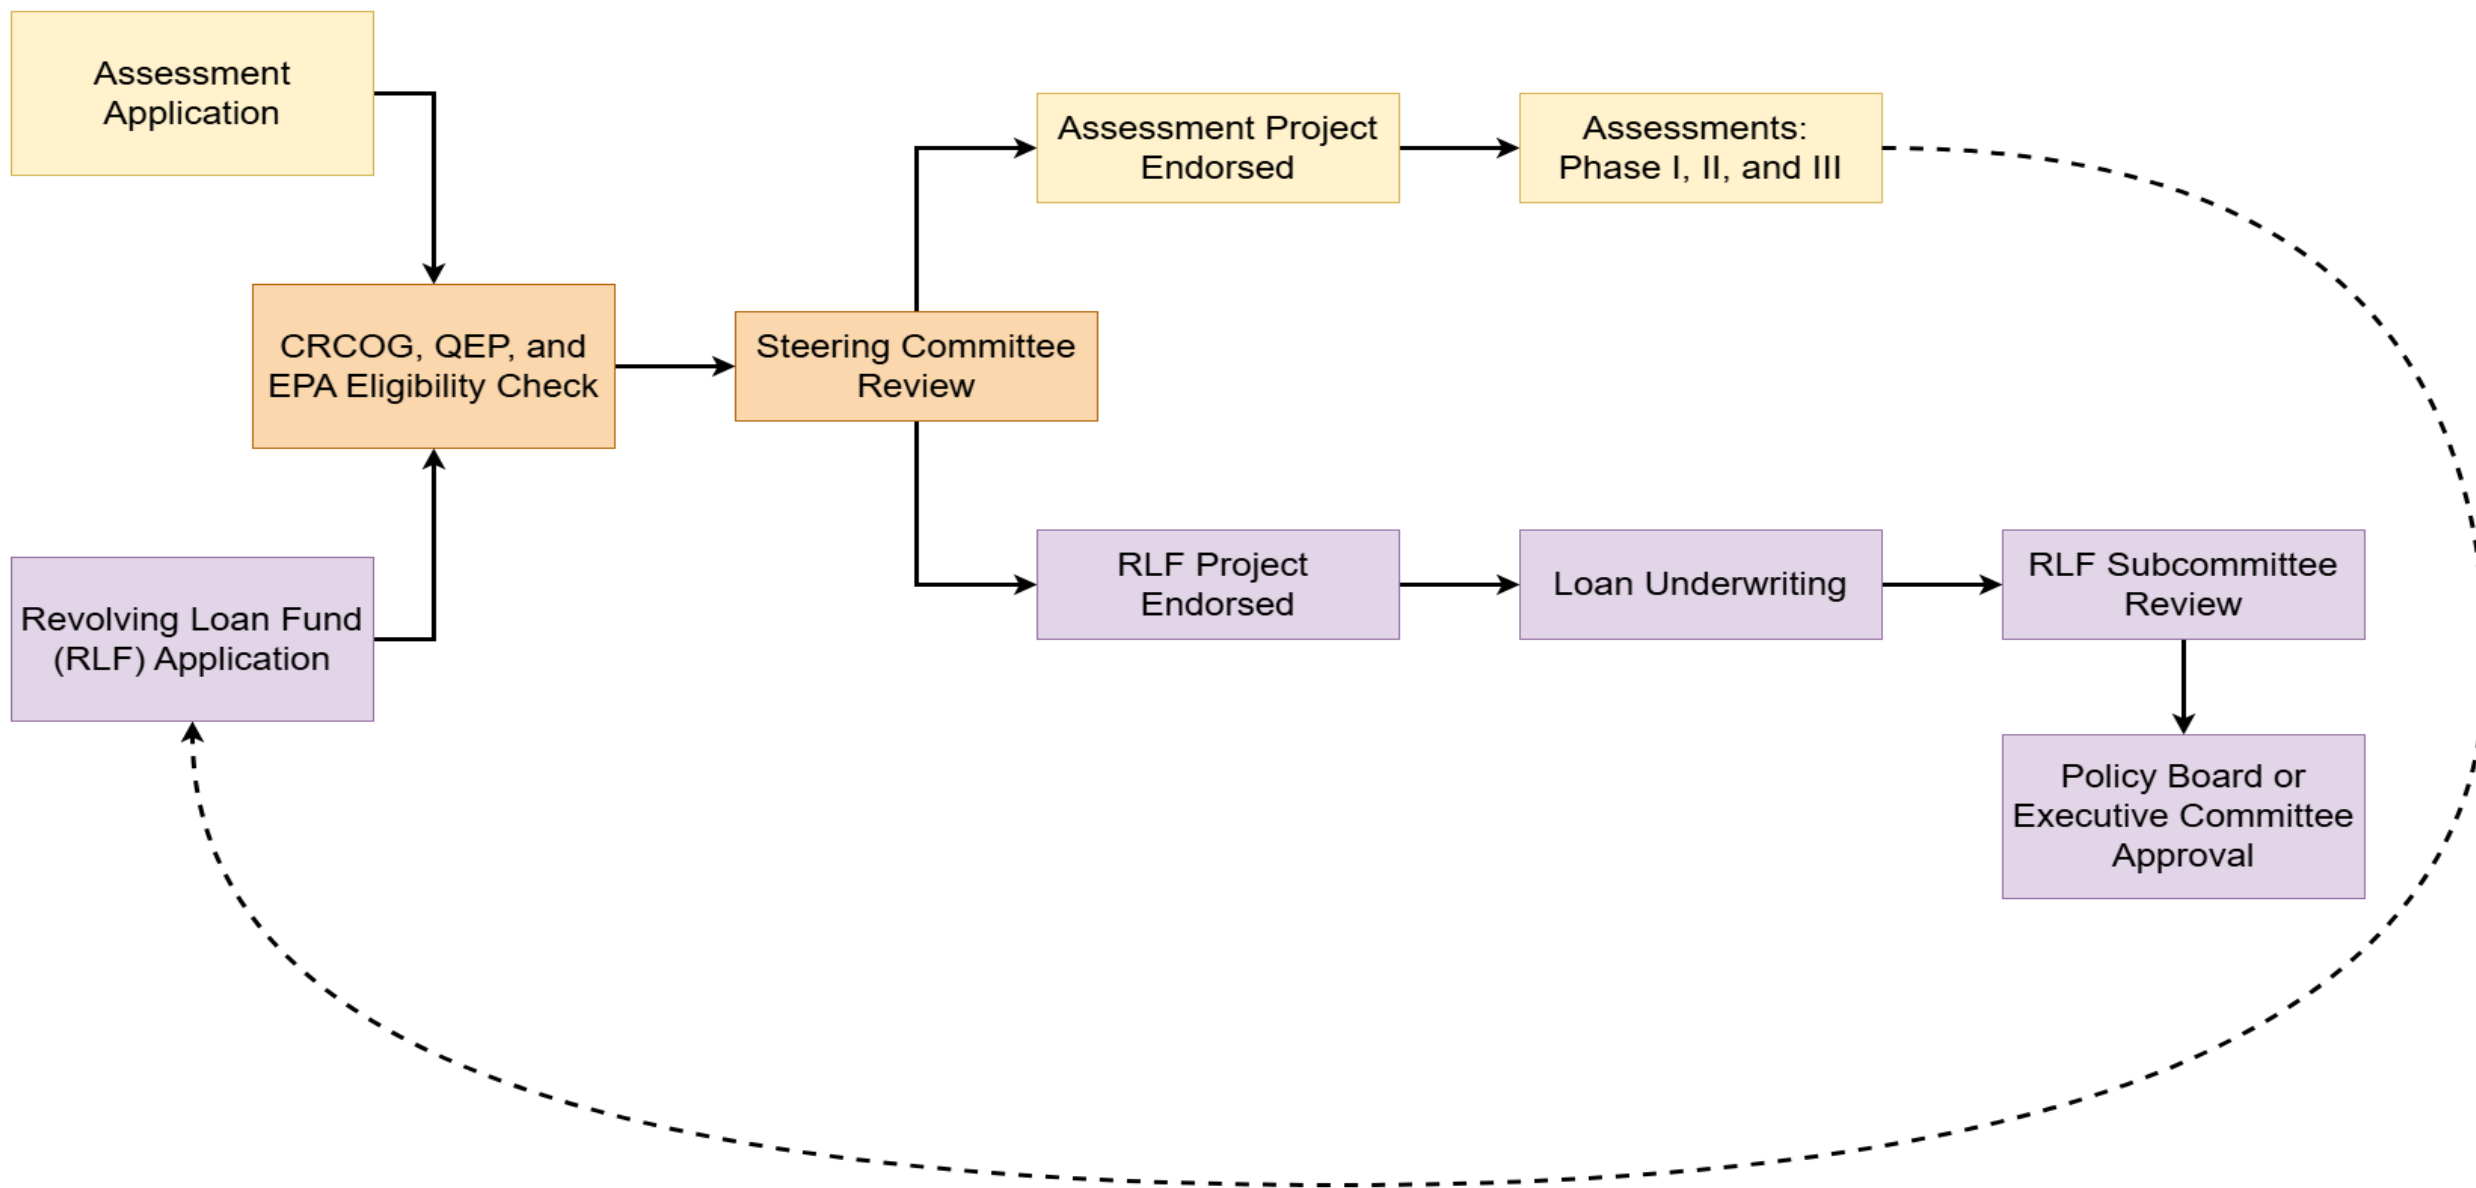 Assessment
Application
Assessment Project
Endorsed
Assessments:
Phase I, II, and III
CRCOG, QEP, and
EPA Eligibility Check
Steering Committee
Review
Revolving Loan Fund
(RLF) Application
RLF Project
Endorsed
Loan Underwriting
RLF Subcommittee
Review
Policy Board or
Executive Committee
Approval